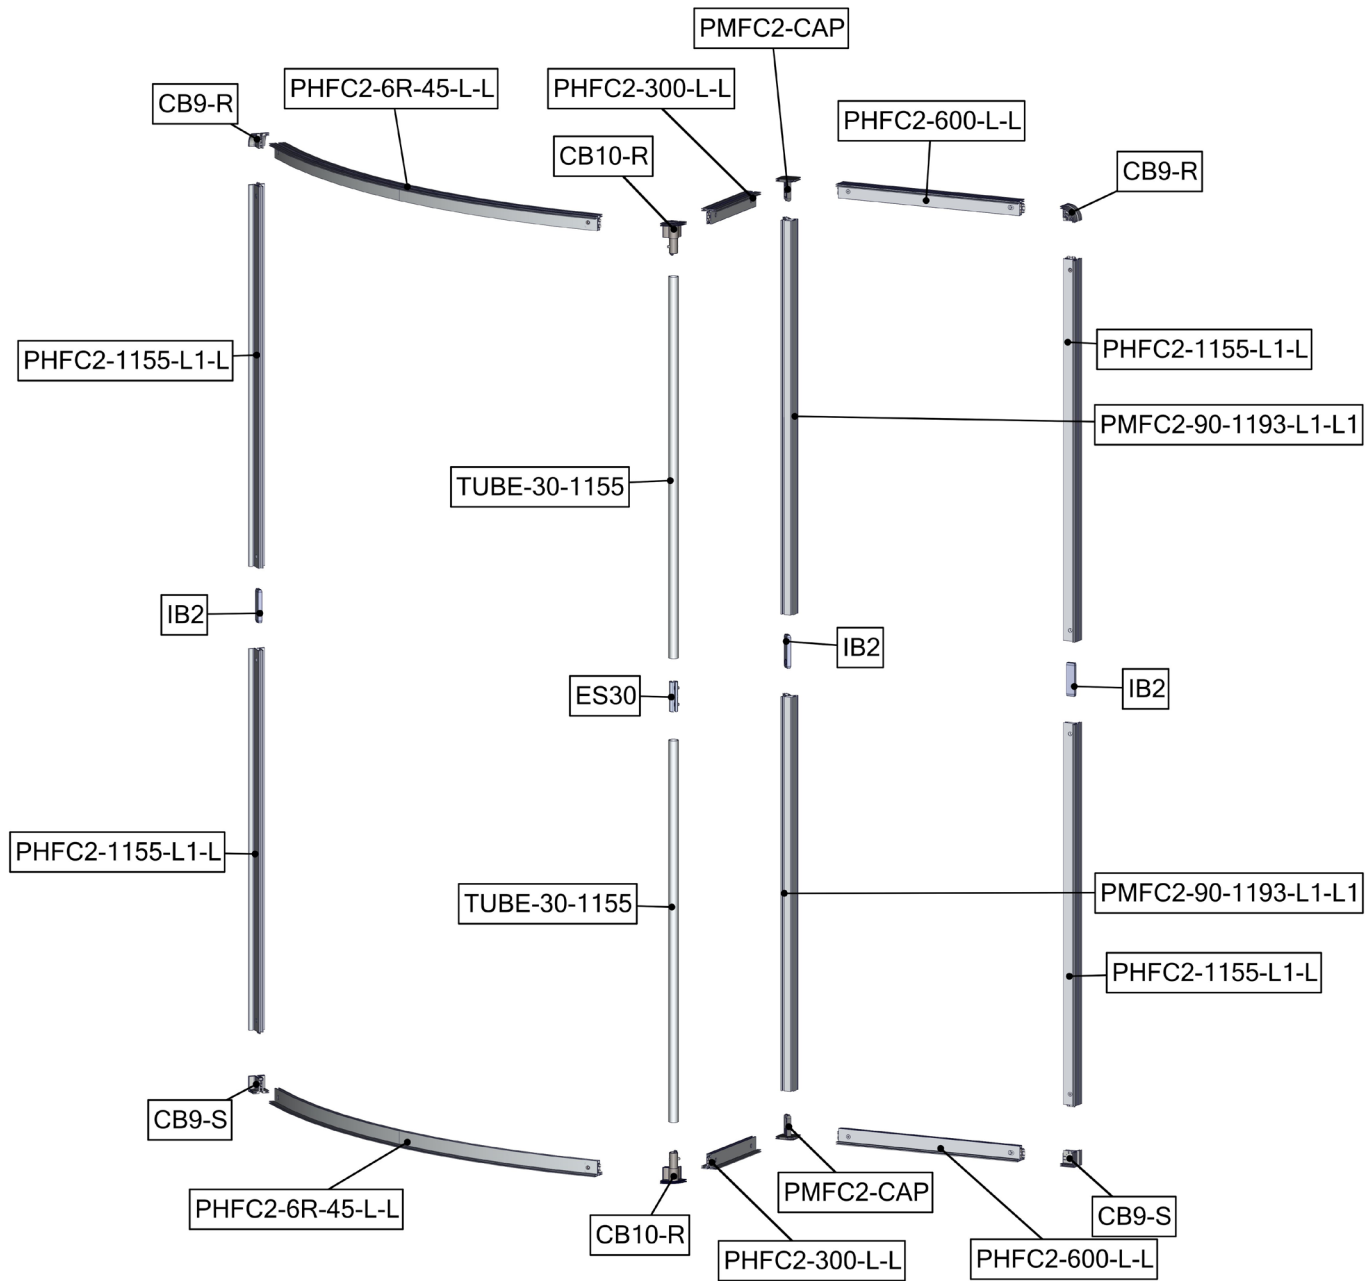 PMFC2-CAP
PHFC2-6R-45-L-L
PHFC2-300-L-L
CB9-R
PHFC2-600-L-L
CB10-R
CB9-R
PHFC2-1155-L1-L
PHFC2-1155-L1-L
PMFC2-90-1193-L1-L1
TUBE-30-1155
IB2
IB2
ES30
IB2
PHFC2-1155-L1-L
TUBE-30-1155
PMFC2-90-1193-L1-L1
PHFC2-1155-L1-L
CB9-S
PHFC2-6R-45-L-L
PMFC2-CAP
CB9-S
CB10-R
PHFC2-300-L-L
PHFC2-600-L-L